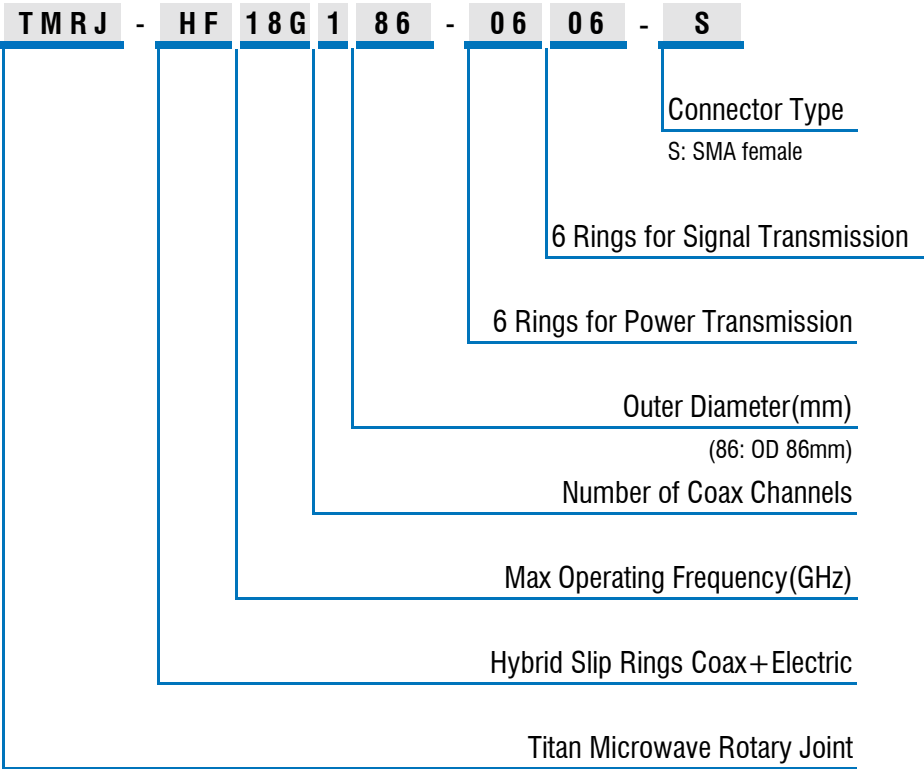 TMRJ - HF 18G 1 86 - 06 06 - S
Connector Type
S: SMA female
6 Rings for Signal Transmission
6 Rings for Power Transmission
Outer Diameter(mm)
(86: OD 86mm)
Number of Coax Channels
Max Operating Frequency(GHz)
Hybrid Slip Rings Coax+Electric
Titan Microwave Rotary Joint